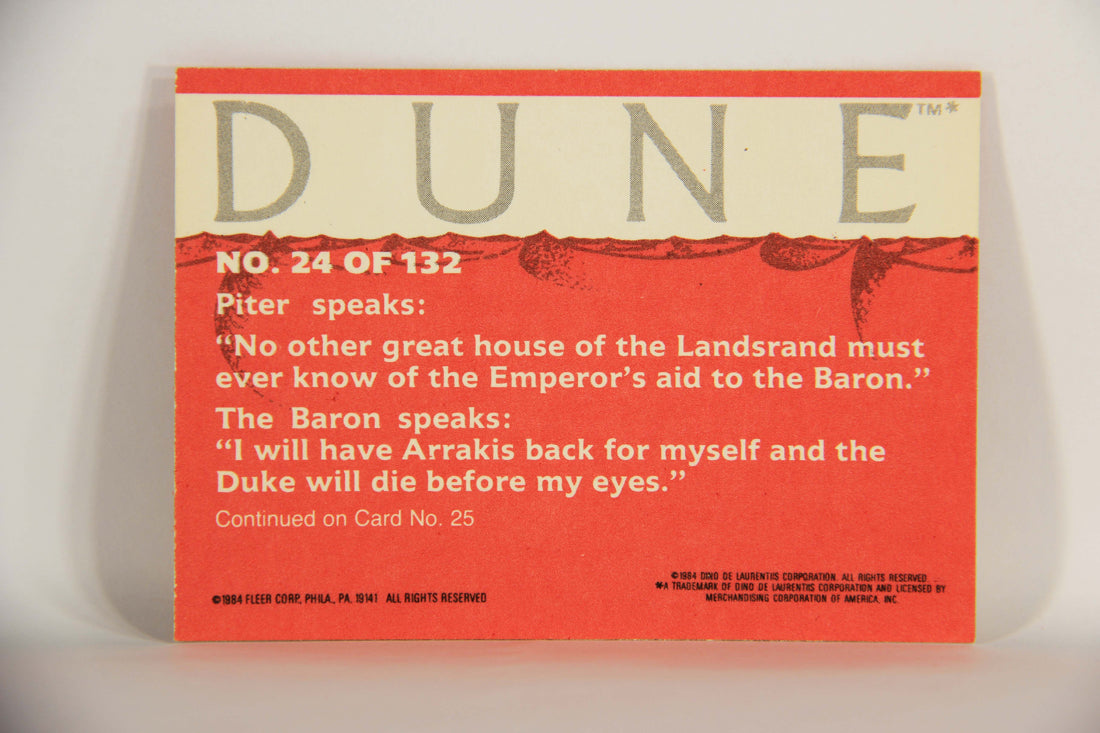 DUNE™*
NO. 24 OF 132
Piter speaks:
“No other great house of the Landsrand must
ever know of the Emperor’s aid to the Baron.”
The Baron speaks:
“I will have Arrakis back for myself and the
Duke will die before my eyes.”
Continued on Card No. 25
©1984 FLEER CORP., PHILA., PA. 19141 ALL RIGHTS RESERVED
©1984 DINO DE LAURENTIIS CORPORATION. ALL RIGHTS RESERVED.
*A TRADEMARK OF DINO DE LAURENTIIS CORPORATION AND LICENSED BY
MERCHANDISING CORPORATION OF AMERICA, INC.